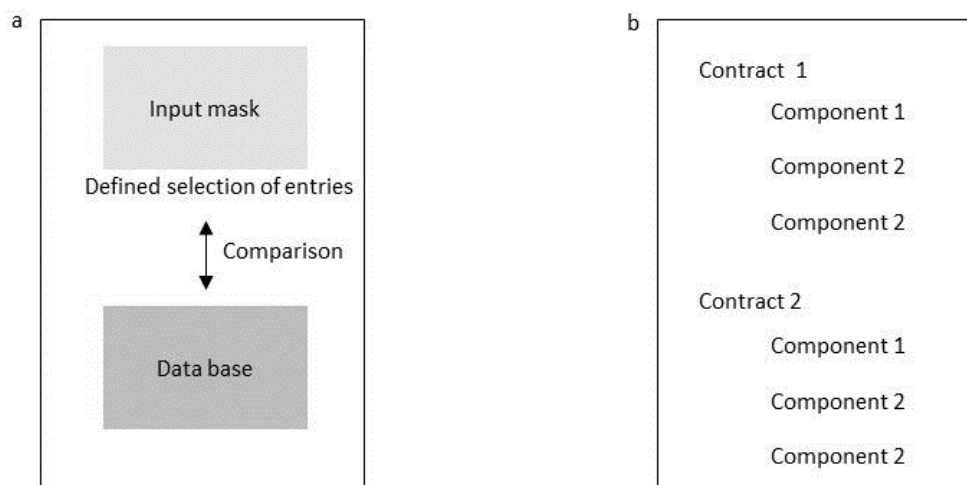 a
Input mask
Defined selection of entries
Comparison
Data base
b
Contract 1
Component 1
Component 2
Component 2
Contract 2
Component 1
Component 2
Component 2